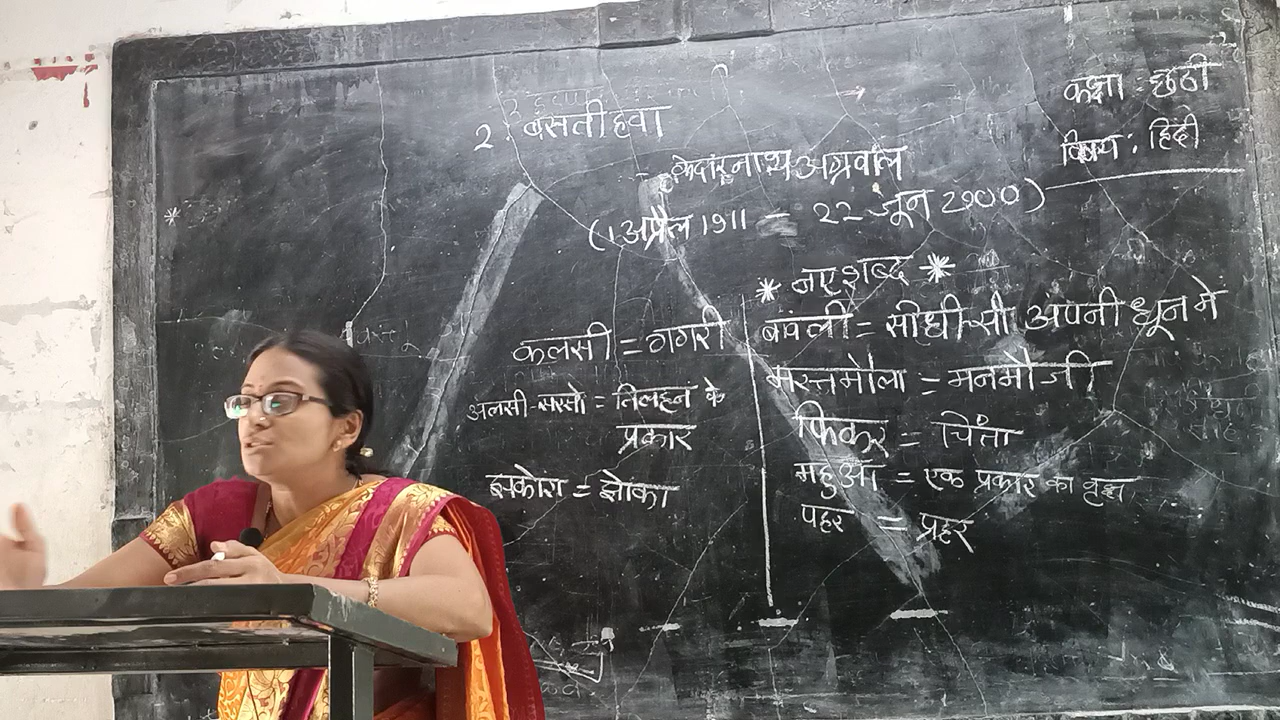 कक्षा : छठी
विषय : हिंदी
2. बसंती हवा
- केदारनाथ अग्रवाल
(1 अप्रैल 1911 - 22 जून 2000)
* नए शब्द *
बावली = सीधी-सी अपनी धून में
मस्तमौला = मनमौजी
फिकर = चिंता
महुआ = एक प्रकार का वृक्ष
पहर = प्रहर
कलसी = गगरी
अलसी-सरसो = तिलहन के
प्रकार
झकोरा = झोका